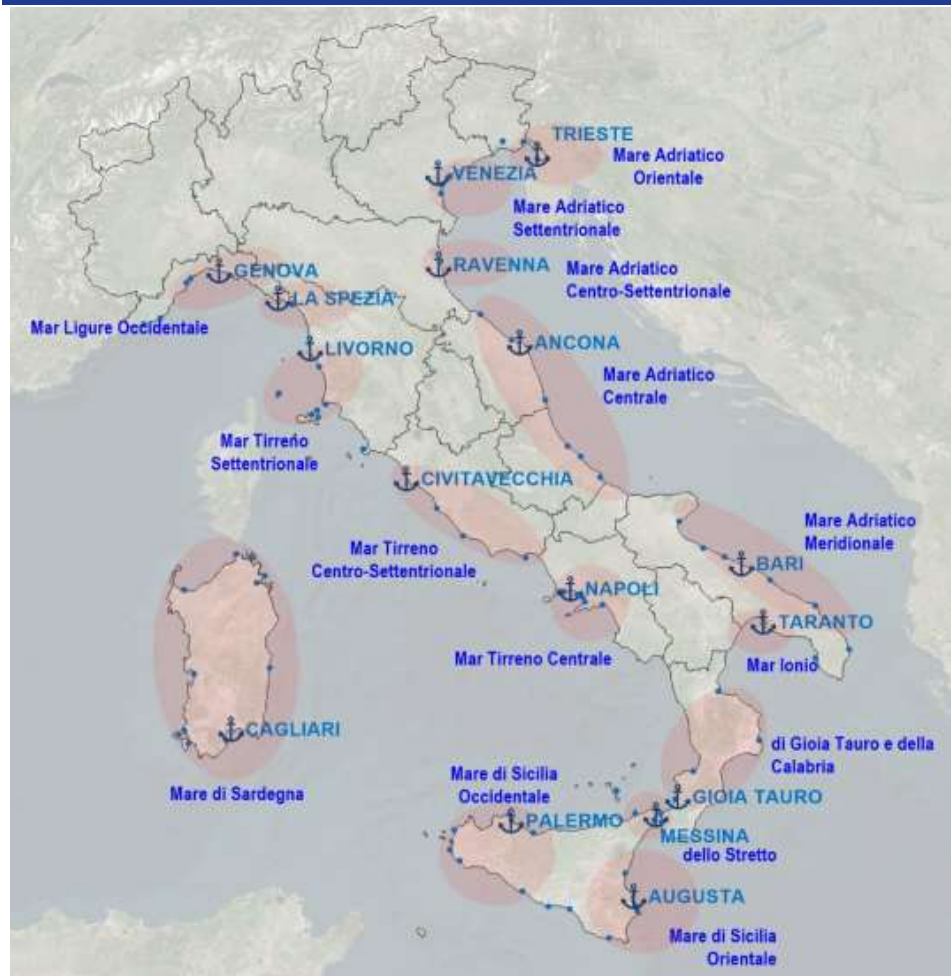 TRIESTE
Mare Adriatico
Orientale
VENEZIA
Mare Adriatico
Settentrionale
RAVENNA
Mare Adriatico
Centro-Settentrionale
GENOVA
LA SPEZIA
Mar Ligure Occidentale
LIVORNO
ANCONA
Mare Adriatico
Centrale
Mar Tirreno
Settentrionale
CIVITAVECCHIA
Mar Tirreno
Centro-Settentrionale
Mare Adriatico
Meridionale
BARI
NAPOLI
TARANTO
Mar Tirreno Centrale
Mar Ionio
CAGLIARI
Mare di Sardegna
di Gioia Tauro e della
Calabria
Mare di Sicilia
Occidentale
GIOIA TAURO
PALERMO
MESSINA
dello Stretto
AUGUSTA
Mare di Sicilia
Orientale